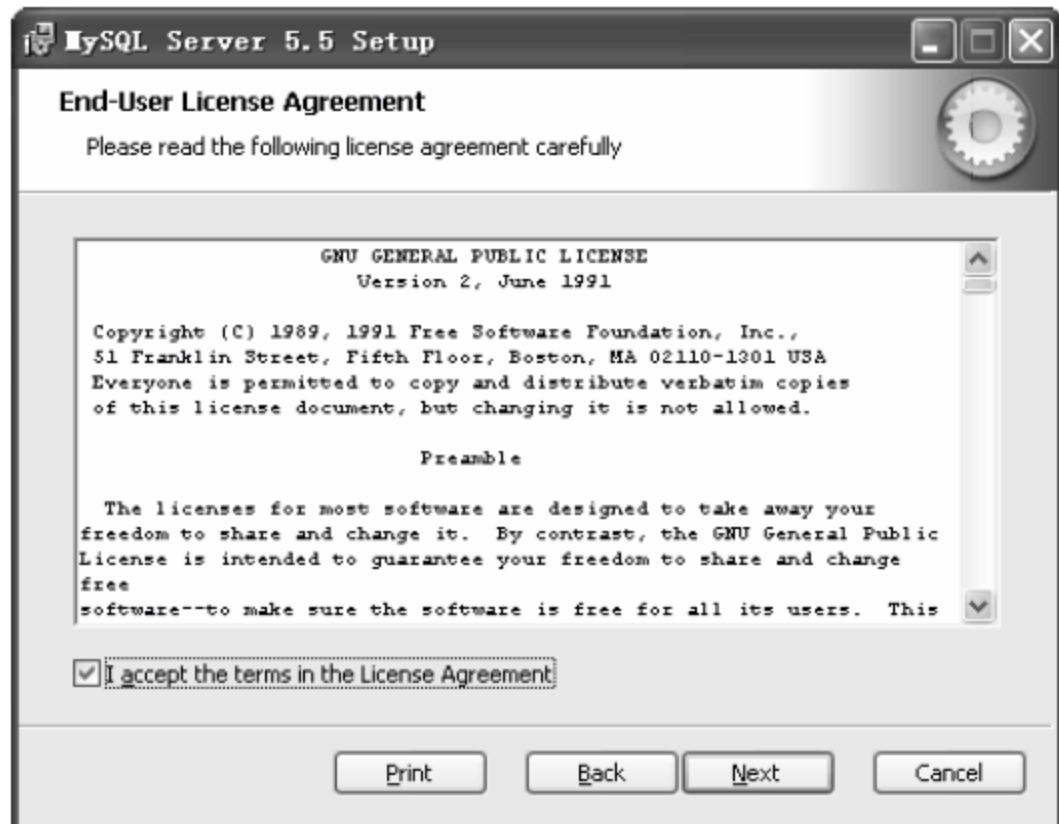 MySQL Server 5.5 Setup
End-User License Agreement
Please read the following license agreement carefully
GNU GENERAL PUBLIC LICENSE
Version 2, June 1991
Copyright (C) 1989, 1991 Free Software Foundation, Inc.,
51 Franklin Street, Fifth Floor, Boston, MA 02110-1301 USA
Everyone is permitted to copy and distribute verbatim copies
of this license document, but changing it is not allowed.
Preamble
The licenses for most software are designed to take away your
freedom to share and change it.  By contrast, the GNU General Public
License is intended to guarantee your freedom to share and change
free
software--to make sure the software is free for all its users.  This
I accept the terms in the License Agreement
Print Back Next Cancel